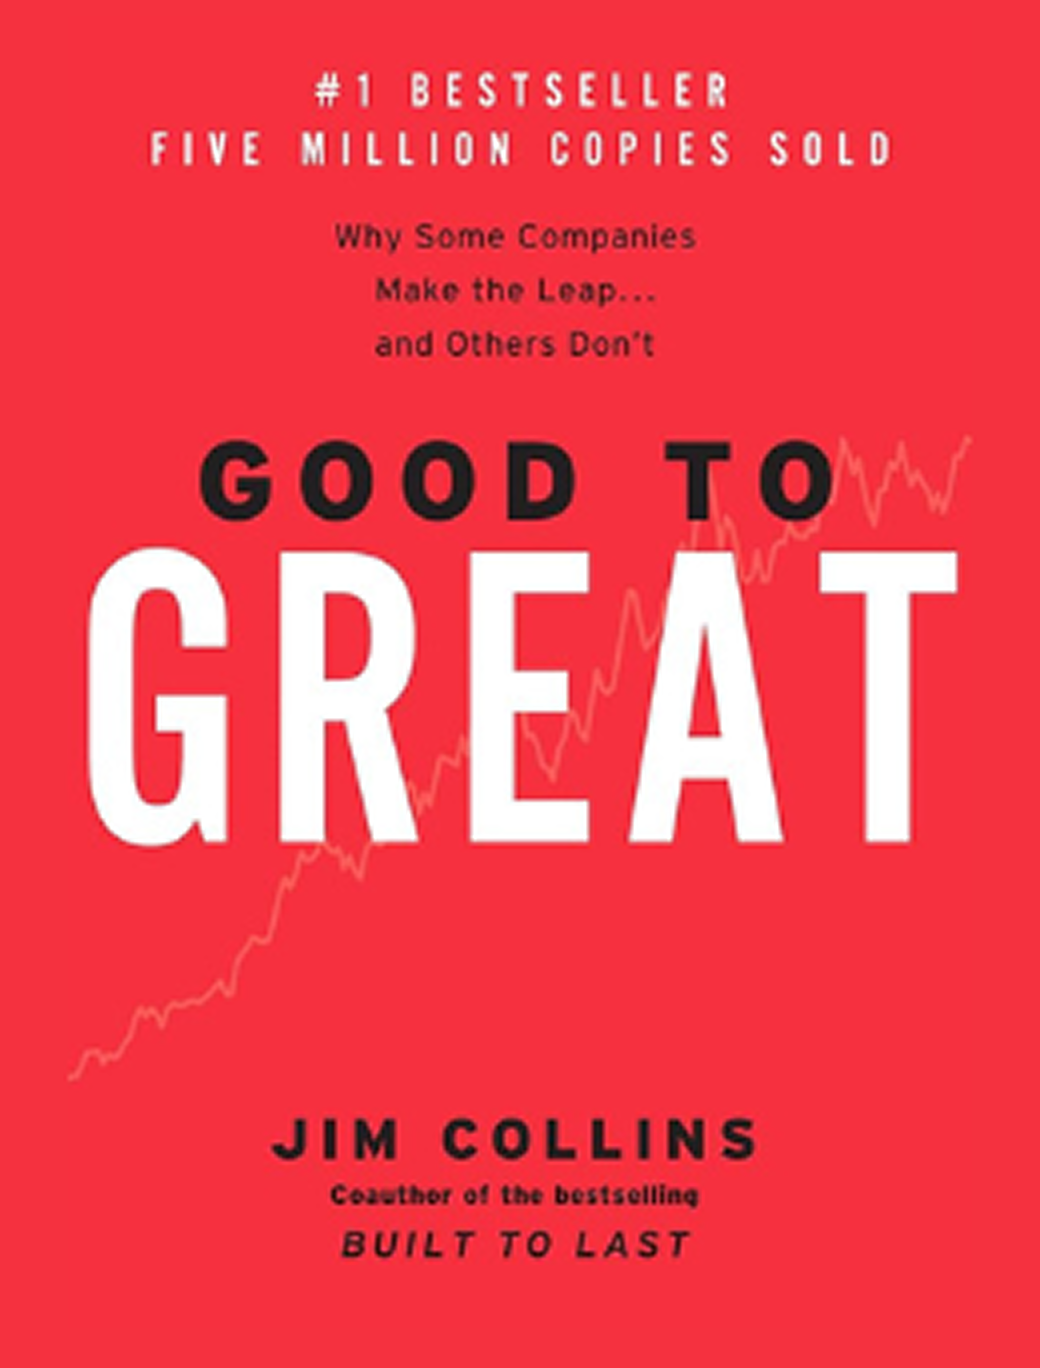 #1 BESTSELLER
FIVE MILLION COPIES SOLD
Why Some Companies
Make the Leap...
and Others Don't
GOOD TO
GREAT
JIM COLLINS
Coauthor of the bestselling
BUILT TO LAST